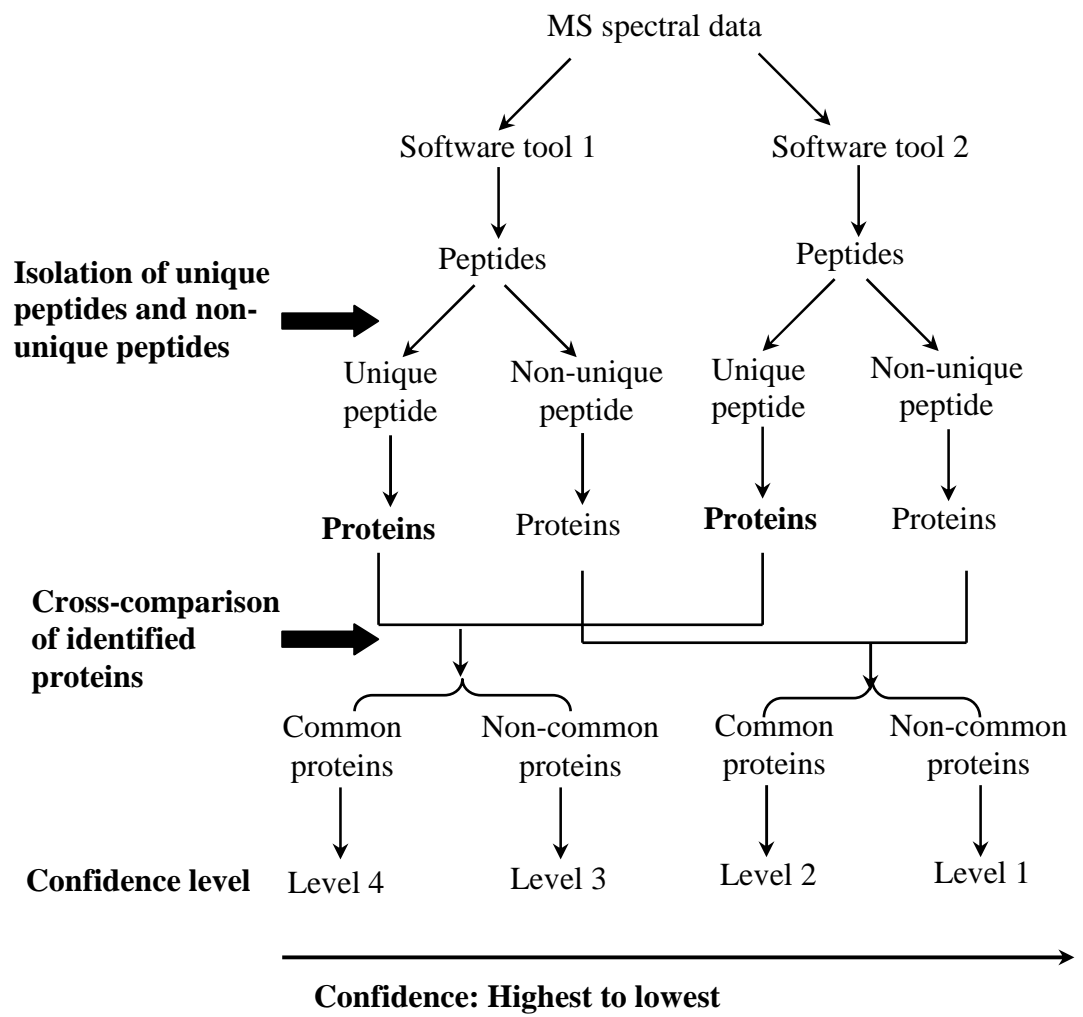 MS spectral data
Software tool 1
Software tool 2
Peptides
Peptides
Isolation of unique
peptides and non-
unique peptides
Unique
peptide
Non-unique
peptide
Unique
peptide
Non-unique
peptide
Proteins
Proteins
Proteins
Proteins
Cross-comparison
of identified
proteins
Common
proteins
Non-common
proteins
Common
proteins
Non-common
proteins
Confidence level
Level 4
Level 3
Level 2
Level 1
Confidence: Highest to lowest